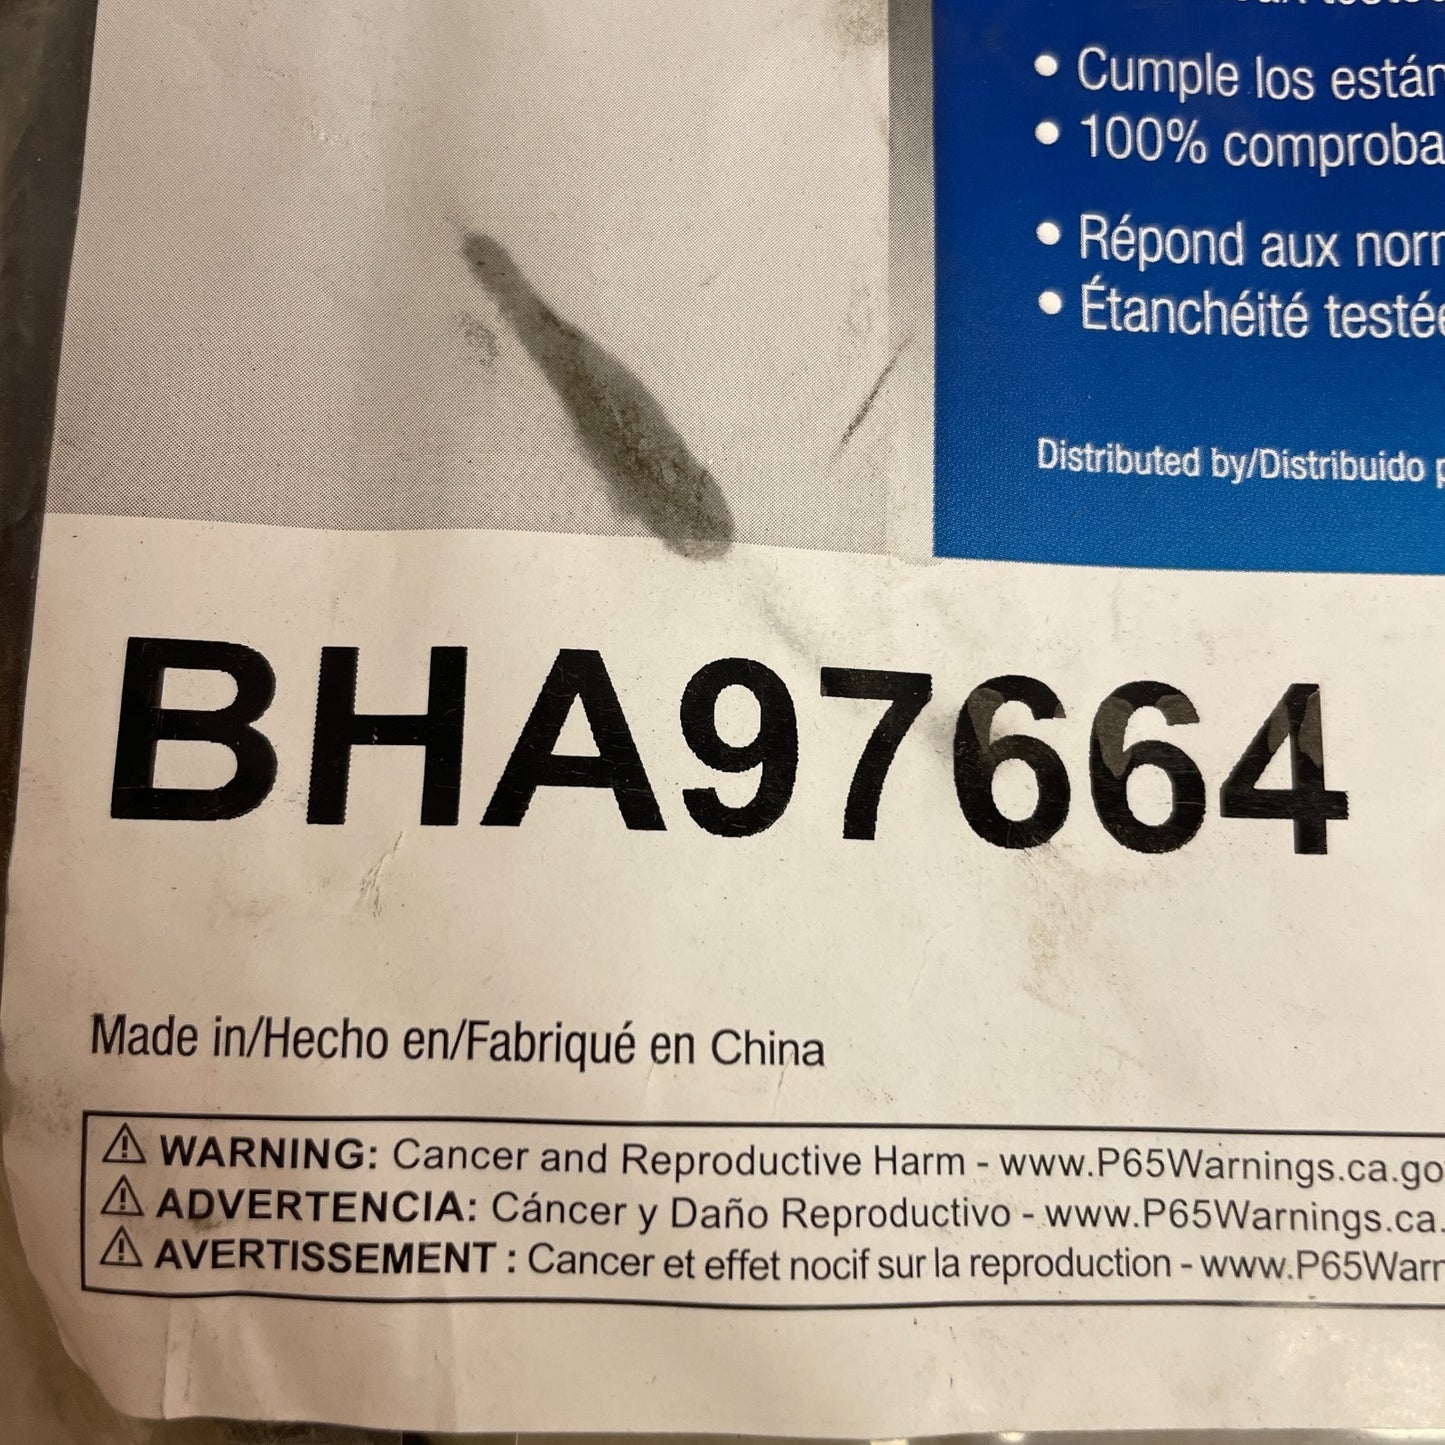 • Cumple los están
• 100% comproba
• Répond aux norm
• Étanchéité testée
Distributed by/Distribuido p
BHA97664
Made in/Hecho en/Fabriqué en China
⚠ WARNING: Cancer and Reproductive Harm - www.P65Warnings.ca.gov
⚠ ADVERTENCIA: Cáncer y Daño Reproductivo - www.P65Warnings.ca.
⚠ AVERTISSEMENT : Cancer et effet nocif sur la reproduction - www.P65Warn